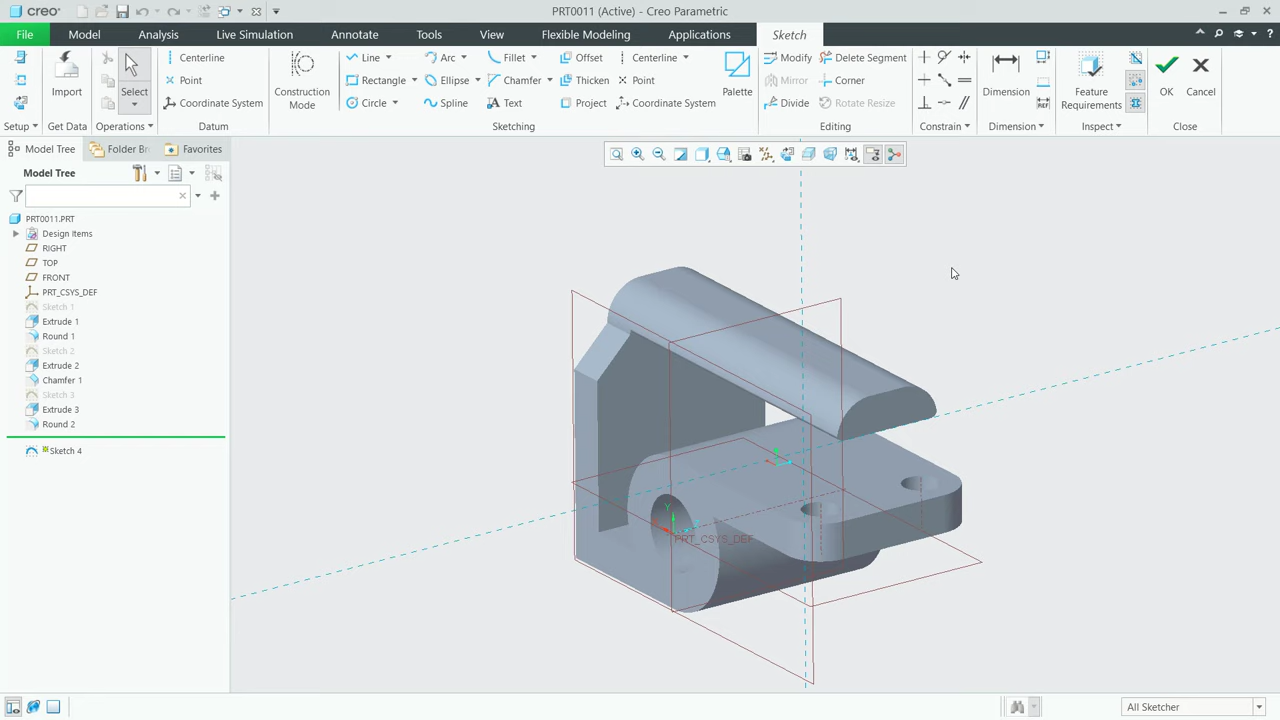 creo
PRT0011 (Active) - Creo Parametric
File Model Analysis Live Simulation Annotate Tools View Flexible Modeling Applications Sketch
Import Select Centerline Point Coordinate System Construction Mode Line Rectangle Circle Arc Ellipse Spline Fillet Chamfer Text Offset Thicken Project Centerline Point Coordinate System Palette Modify Mirror Divide Delete Segment Corner Rotate Resize Dimension Feature Requirements OK Cancel
Setup Get Data Operations Datum Sketching Editing Constrain Dimension Inspect Close
Model Tree Folder Br Favorites
Model Tree
PRT0011.PRT
Design Items
RIGHT
TOP
FRONT
PRT_CSYS_DEF
Sketch 1
Extrude 1
Round 1
Sketch 2
Extrude 2
Chamfer 1
Sketch 3
Extrude 3
Round 2
Sketch 4
Y
PRT_CSYS_DEF
All Sketcher